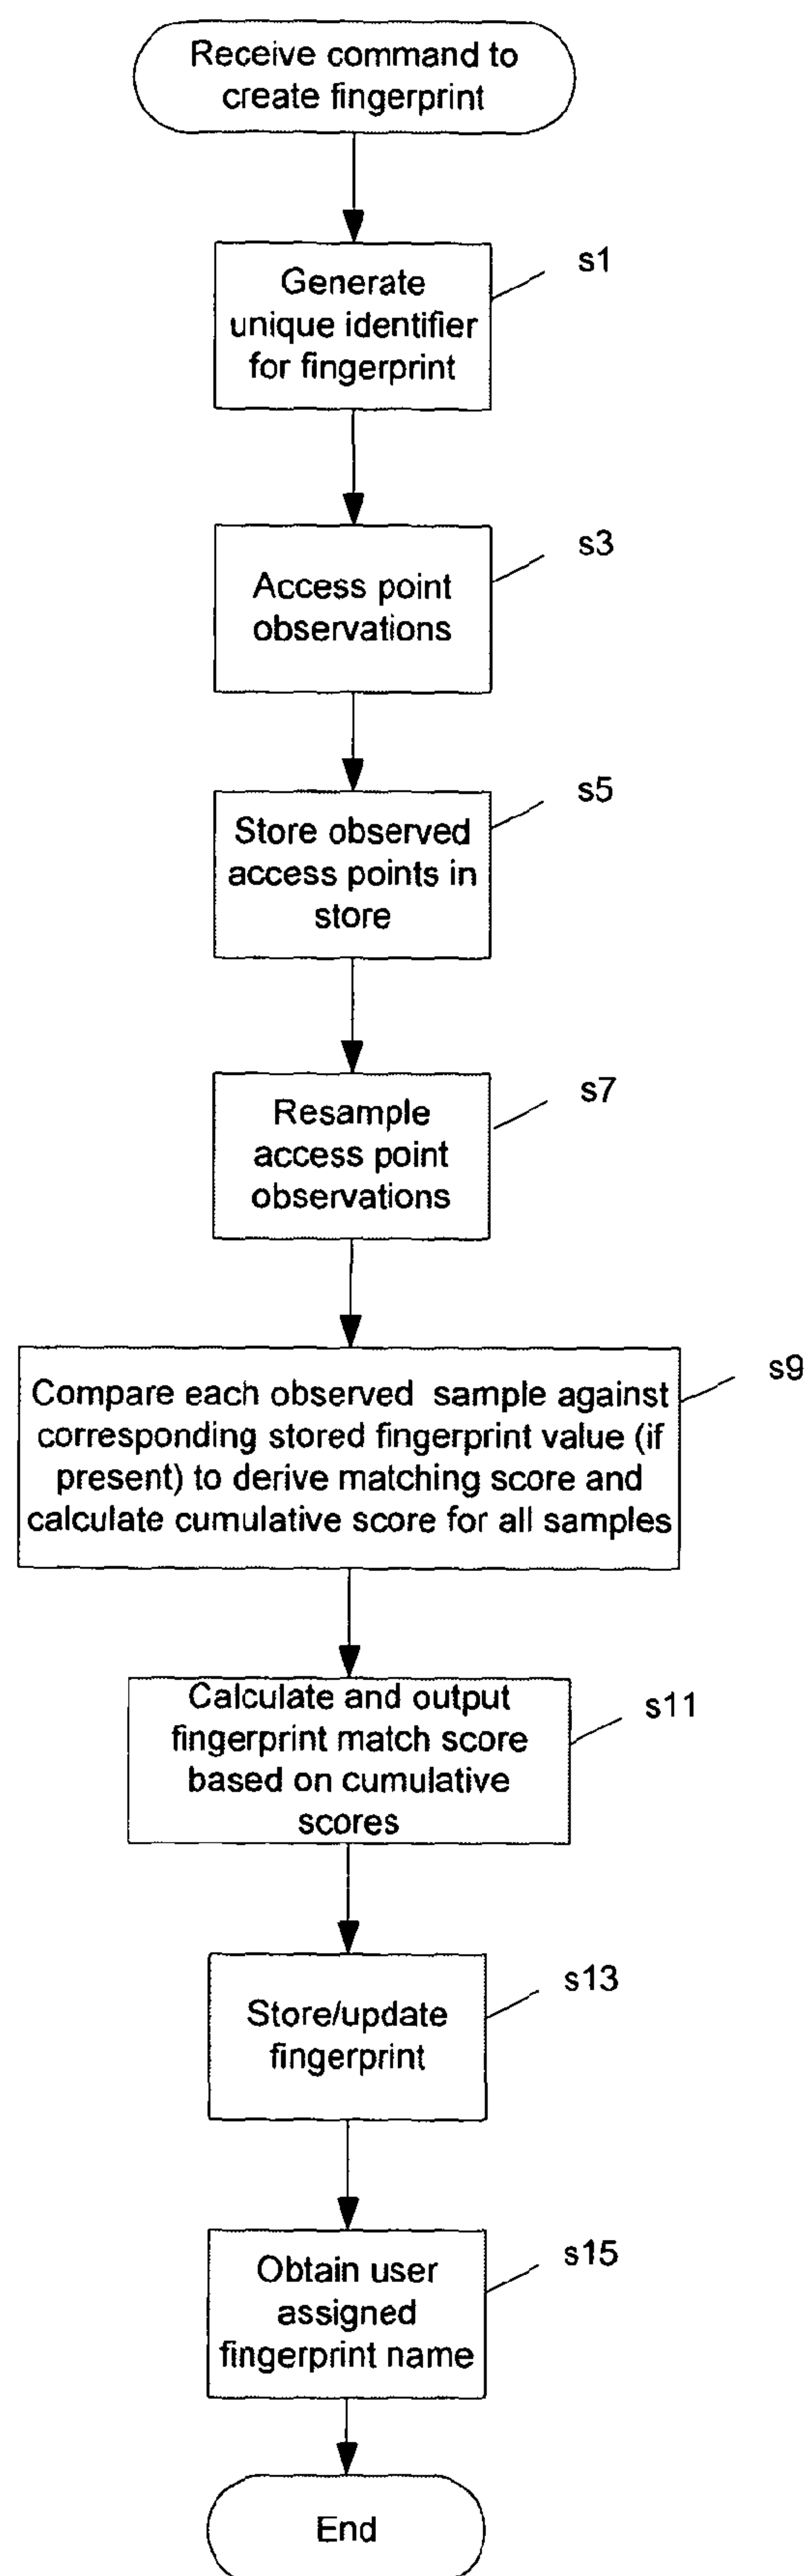 Receive command to
create fingerprint
s1
Generate
unique identifier
for fingerprint
s3
Access point
observations
s5
Store observed
access points in
store
s7
Resample
access point
observations
s9
Compare each observed sample against
corresponding stored fingerprint value (if
present) to derive matching score and
calculate cumulative score for all samples
s11
Calculate and output
fingerprint match score
based on cumulative
scores
s13
Store/update
fingerprint
s15
Obtain user
assigned
fingerprint name
End